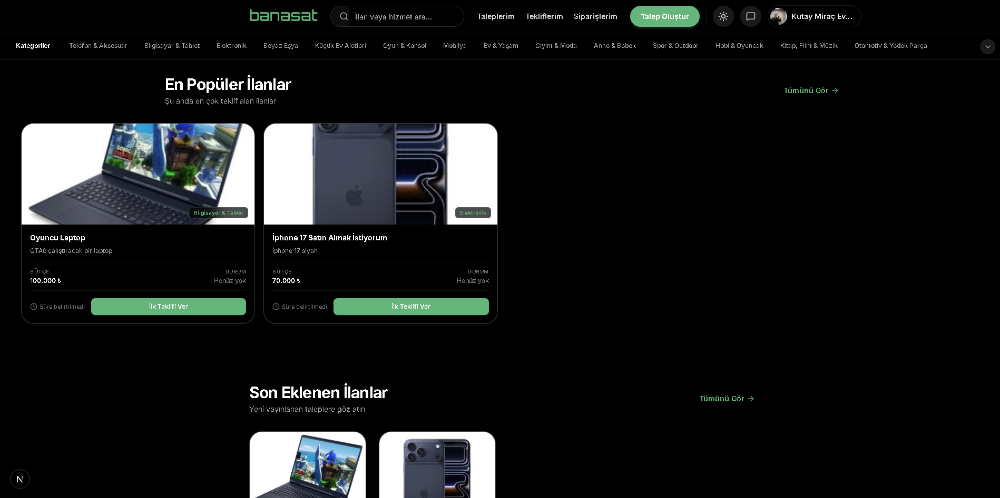 banasat
İlan veya hizmet ara...
Taleplerim
Tekliflerim
Siparişlerim
Talep Oluştur
Kutay Miraç Ev...
Kategoriler
Telefon & Aksesuar
Bilgisayar & Tablet
Elektronik
Beyaz Eşya
Küçük Ev Aletleri
Oyun & Konsol
Mobilya
Ev & Yaşam
Giyim & Moda
Anne & Bebek
Spor & Outdoor
Hobi & Oyuncak
Kitap, Film & Müzik
Otomotiv & Yedek Parça
En Popüler İlanlar
Şu anda en çok teklif alan ilanlar
Tümünü Gör →
SONIC
Bilgisayar & Tablet
Oyuncu Laptop
GTA6 çalıştıracak bir laptop
BÜTÇE
DURUM
100.000 ₺
Henüz yok
Süre belirtilmedi
İlk Teklifi Ver
Elektronik
İphone 17 Satın Almak İstiyorum
İphone 17 siyah
BÜTÇE
DURUM
70.000 ₺
Henüz yok
Süre belirtilmedi
İlk Teklifi Ver
Son Eklenen İlanlar
Yeni yayınlanan taleplere göz atın
Tümünü Gör →
N